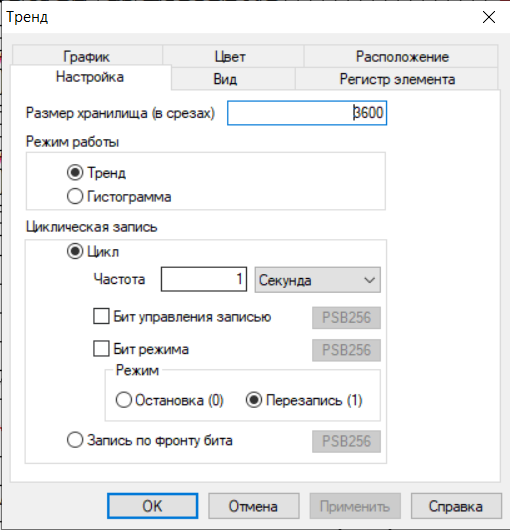 Тренд
График Цвет Расположение
Настройка Вид Регистр элемента
Размер хранилища (в срезах) 3600
Режим работы
Тренд
Гистограмма
Циклическая запись
Цикл
Частота 1 Секунда
Бит управления записью PSB256
Бит режима PSB256
Режим
Остановка (0) Перезапись (1)
Запись по фронту бита PSB256
OK Отмена Применить Справка